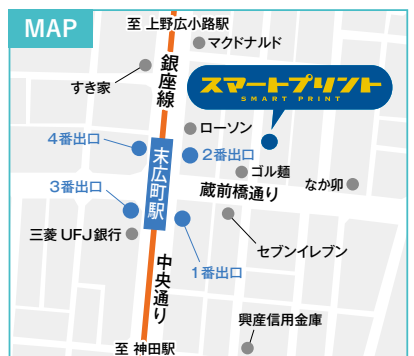 MAP
至 上野広小路駅
マクドナルド
銀座線
すき家
スマートプリント
SMART PRINT
ローソン
4番出口
2番出口
末広町駅
ゴル麺
なか卯
3番出口
蔵前橋通り
三菱UFJ銀行
セブンイレブン
1番出口
中央通り
興産信用金庫
至 神田駅